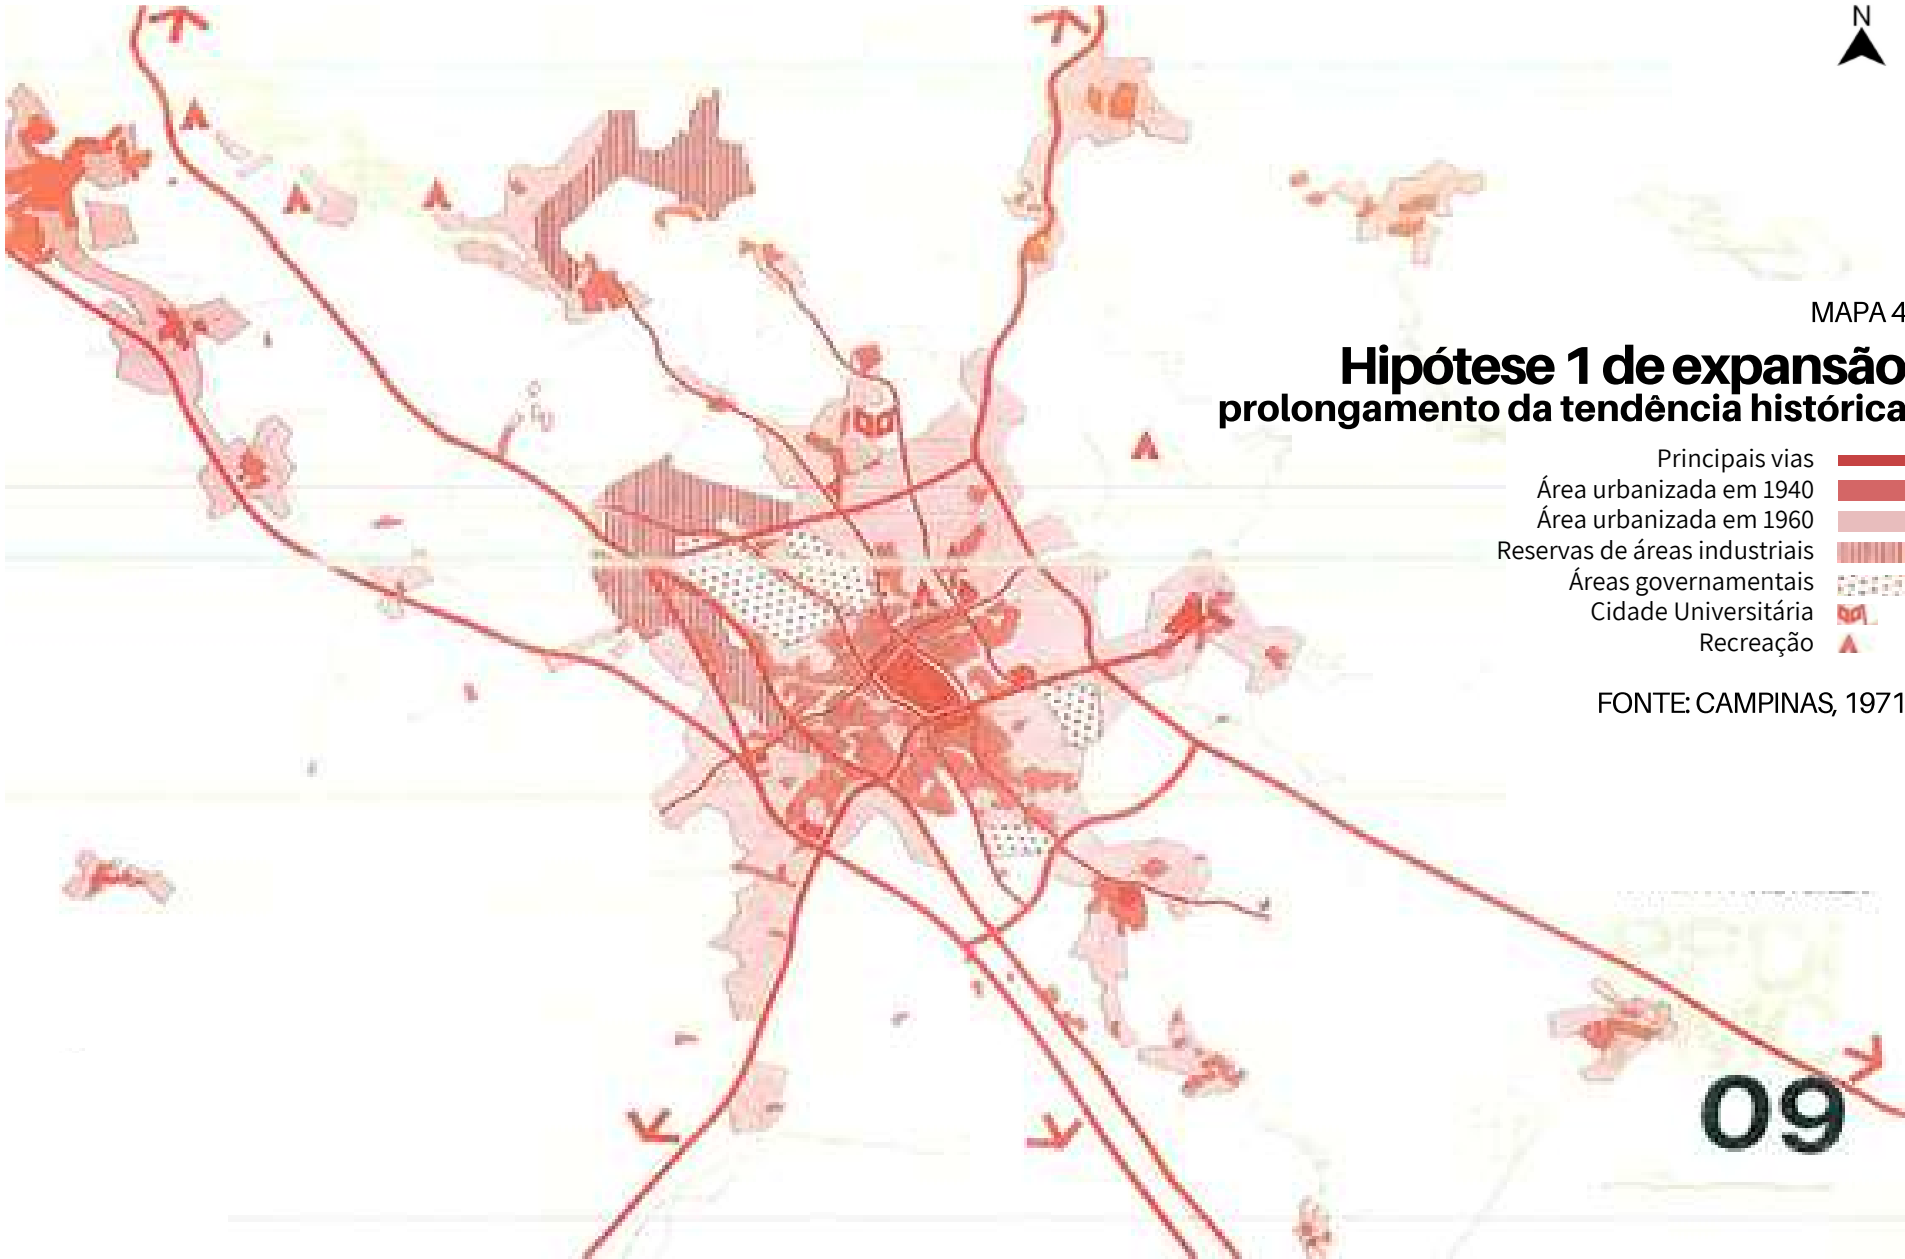 N
MAPA 4
Hipótese 1 de expansão
prolongamento da tendência histórica
Principais vias
Área urbanizada em 1940
Área urbanizada em 1960
Reservas de áreas industriais
Áreas governamentais
Cidade Universitária
Recreação
FONTE: CAMPINAS, 1971
09